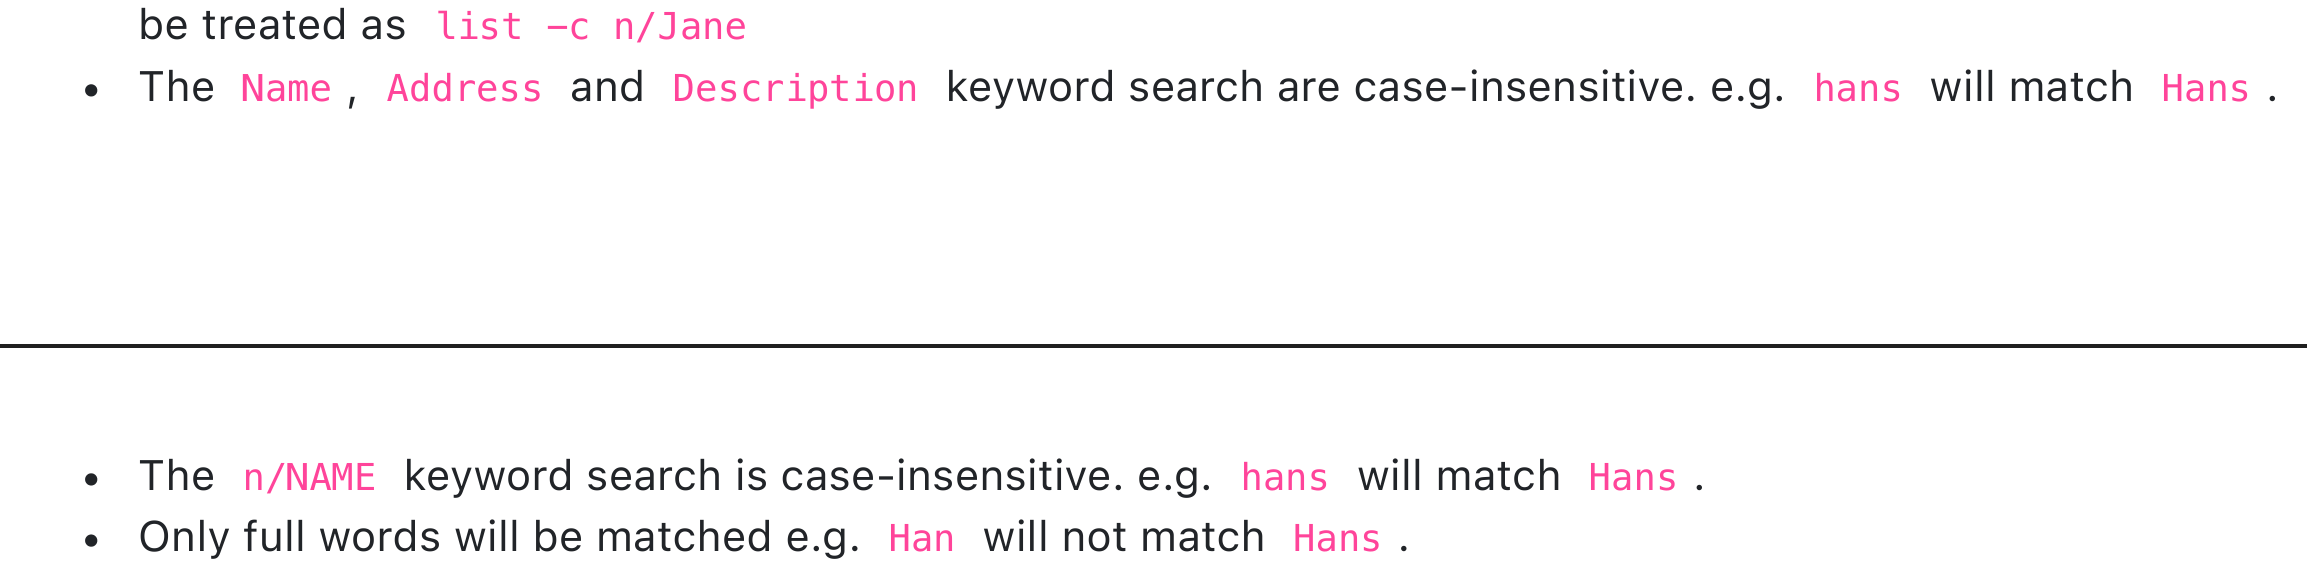 be treated as list -c n/Jane
• The Name, Address and Description keyword search are case-insensitive. e.g. hans will match Hans.
• The n/NAME keyword search is case-insensitive. e.g. hans will match Hans.
• Only full words will be matched e.g. Han will not match Hans.